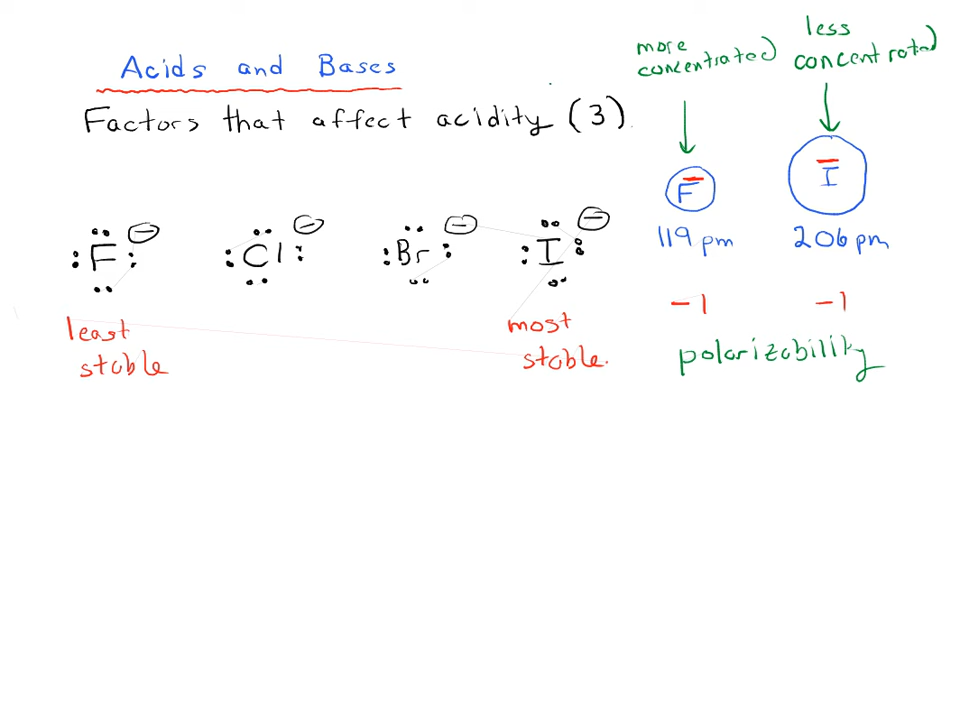 Acids and Bases
Factors that affect acidity (3).
more concentrated
less concentrated
F⁻
I⁻
119 pm
206 pm
:F: ⊖
:Cl: ⊖
:Br: ⊖
:I: ⊖
-1
-1
least stable
most stable.
polarizability